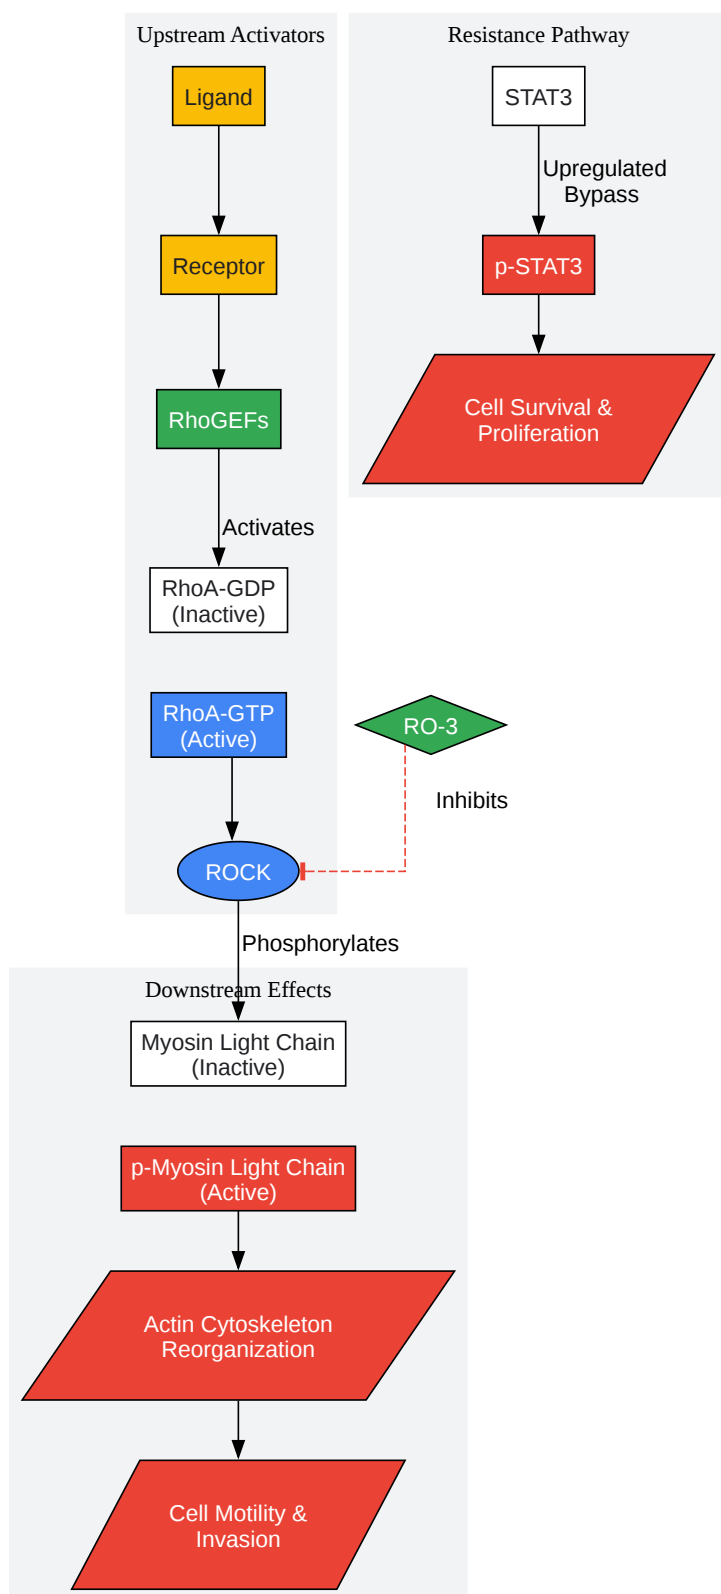 Upstream Activators
Ligand
Receptor
RhoGEFs
Activates
RhoA-GDP
(Inactive)
RhoA-GTP
(Active)
ROCK
Resistance Pathway
STAT3
Upregulated
Bypass
p-STAT3
Cell Survival &
Proliferation
RO-3
Inhibits
Phosphorylates
Downstream Effects
Myosin Light Chain
(Inactive)
p-Myosin Light Chain
(Active)
Actin Cytoskeleton
Reorganization
Cell Motility &
Invasion